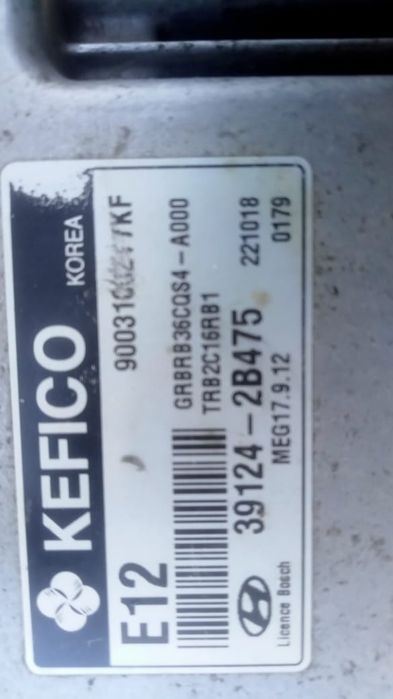 KEFICO KOREA
E12
GRBRB36CQS4-A000
TRB2C16RB1
39124-2B475
221018
Licence Bosch MEG17.9.12 0179